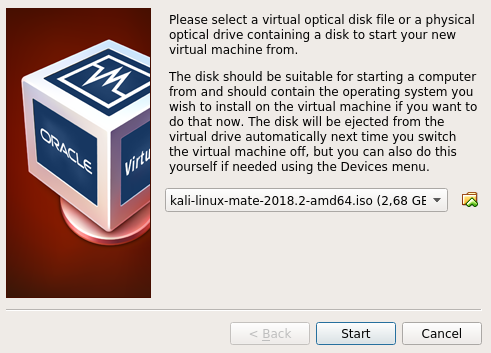 Please select a virtual optical disk file or a physical
optical drive containing a disk to start your new
virtual machine from.
The disk should be suitable for starting a computer
from and should contain the operating system you
wish to install on the virtual machine if you want to
do that now. The disk will be ejected from the
virtual drive automatically next time you switch
the virtual machine off, but you can also do this
yourself if needed using the Devices menu.
ORACLE
Virtu
kali-linux-mate-2018.2-amd64.iso (2,68 GE
< Back
Start
Cancel